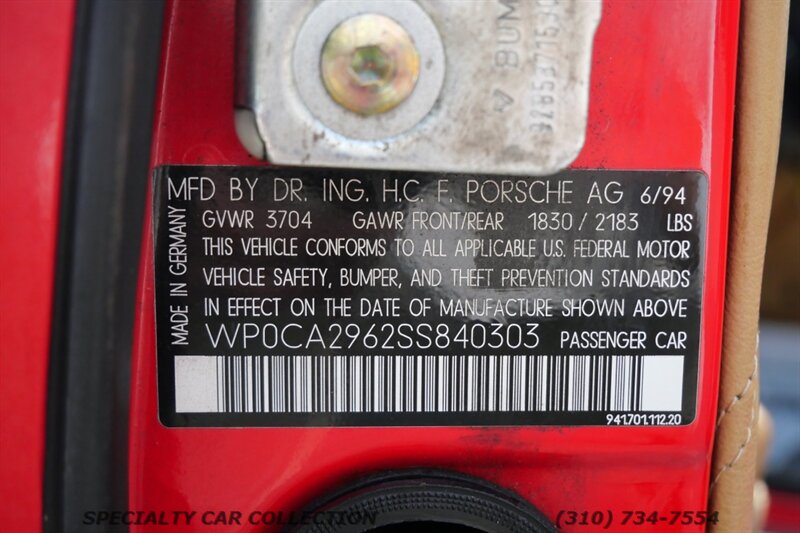 MFD BY DR. ING. H.C. F. PORSCHE AG 6/94
GVWR 3704 GAWR FRONT/REAR 1830 / 2183 LBS
THIS VEHICLE CONFORMS TO ALL APPLICABLE U.S. FEDERAL MOTOR
VEHICLE SAFETY, BUMPER, AND THEFT PREVENTION STANDARDS
IN EFFECT ON THE DATE OF MANUFACTURE SHOWN ABOVE
WP0CA2962SS840303 PASSENGER CAR
MADE IN GERMANY
941.701.112.20
SPECIALTY CAR COLLECTION (310) 734-7554